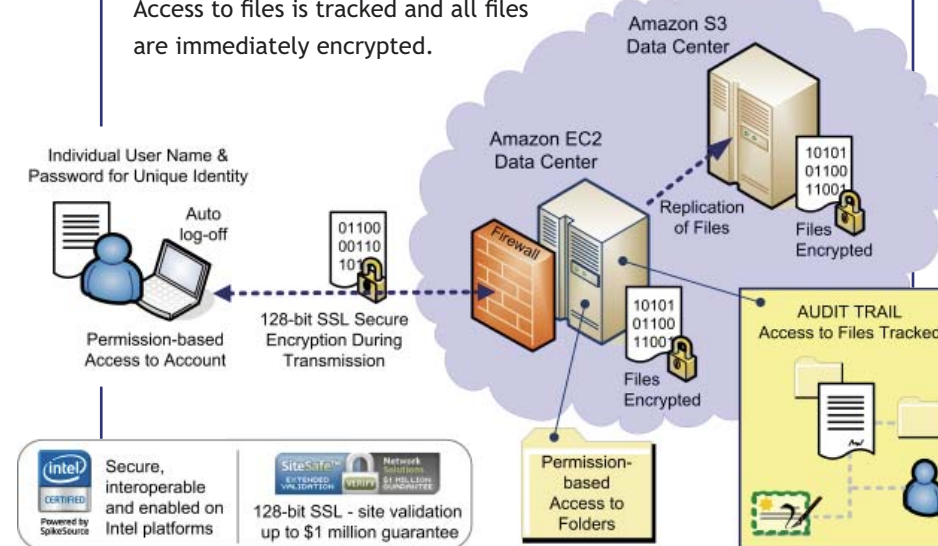 Access to files is tracked and all files
are immediately encrypted.
Amazon S3
Data Center
Amazon EC2
Data Center
Individual User Name &
Password for Unique Identity
Auto
log-off
01100
00110
Permission-based
Access to Account
128-bit SSL Secure
Encryption During
Transmission
Firewall
Replication
of Files
10101
01100
11001
Files
Encrypted
10101
01100
11001
Files
Encrypted
AUDIT TRAIL
Access to Files Tracked
Permission-
based
Access to
Folders
intel
CERTIFIED
Powered by
SpikeSource
Secure,
interoperable
and enabled on
Intel platforms
SiteSafe™
EXTENDED
VALIDATION
VERIFY
Network
Solutions
$1 MILLION
GUARANTEE
128-bit SSL - site validation
up to $1 million guarantee